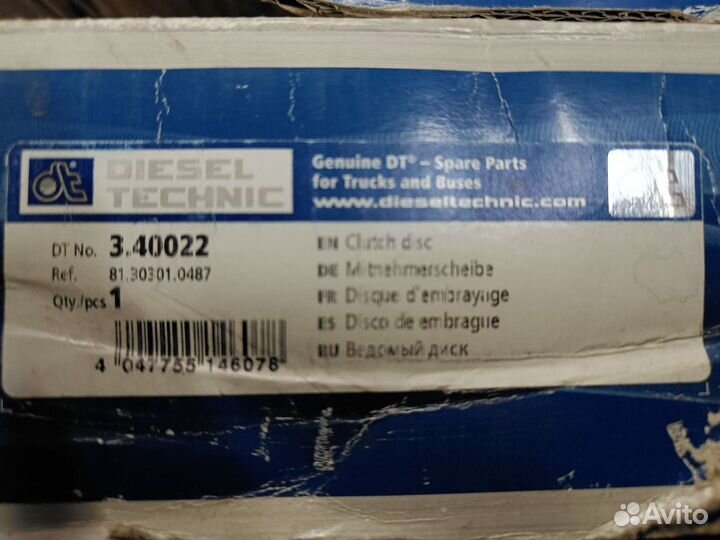 dt DIESEL TECHNIC
Genuine DT® – Spare Parts
for Trucks and Buses
www.dieseltechnic.com
DT No. 3.40022
Ref. 81.30301.0487
Qty./pcs 1
4 047755 146078
EN Clutch disc
DE Mitnehmerscheibe
FR Disque d'embrayage
ES Disco de embrague
RU Ведомый диск
Avito